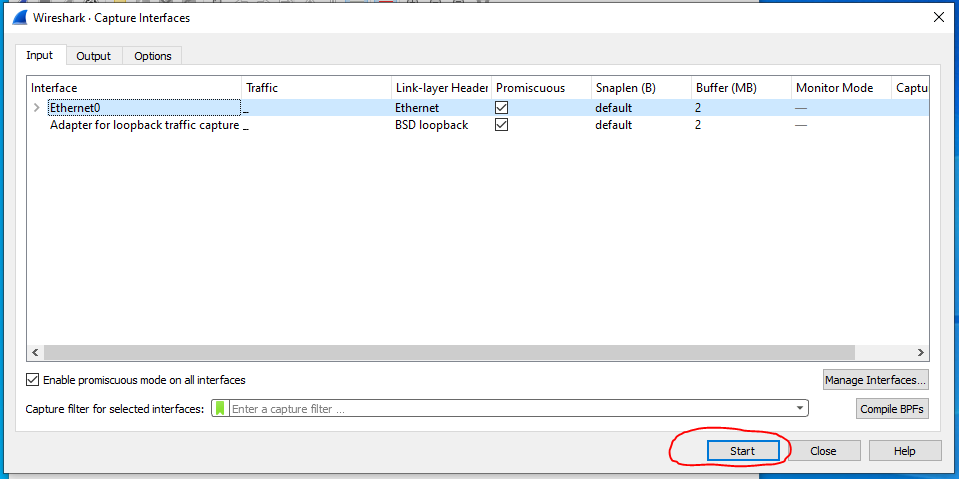 Wireshark · Capture Interfaces
Input Output Options
Interface Traffic Link-layer Header Promiscuous Snaplen (B) Buffer (MB) Monitor Mode Captu
Ethernet0 _ Ethernet default 2 —
Adapter for loopback traffic capture _ BSD loopback default 2 —
Enable promiscuous mode on all interfaces Manage Interfaces...
Capture filter for selected interfaces: Enter a capture filter ... Compile BPFs
Start Close Help